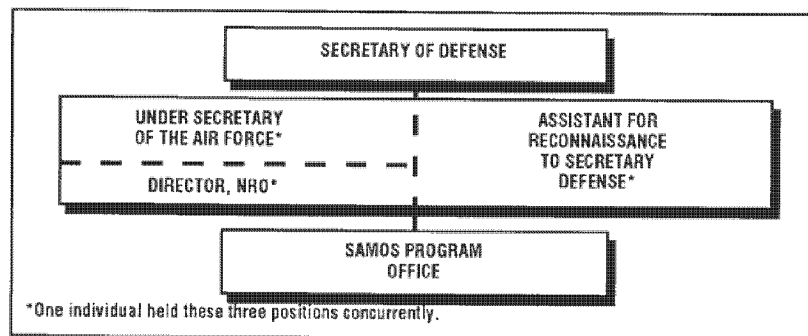 SECRETARY OF DEFENSE
UNDER SECRETARY
OF THE AIR FORCE*
DIRECTOR, NRO*
ASSISTANT FOR
RECONNAISSANCE
TO SECRETARY
DEFENSE*
SAMOS PROGRAM
OFFICE
*One individual held these three positions concurrently.